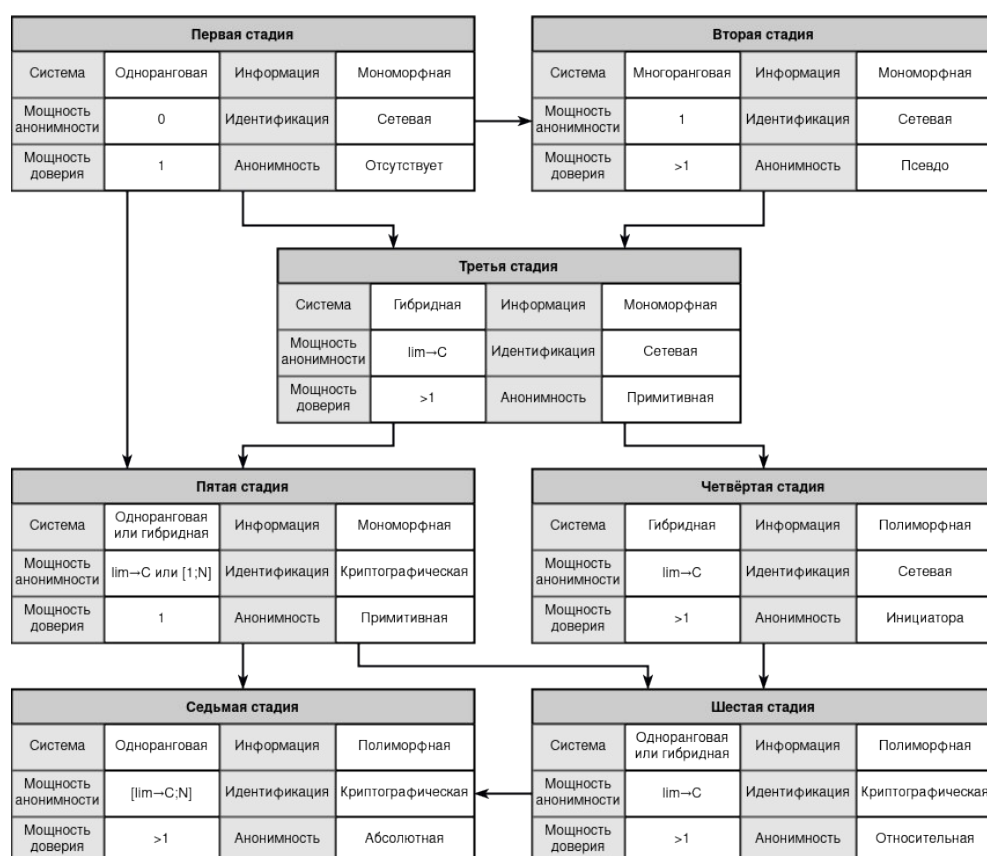 Первая стадия
Система Одноранговая Информация Мономорфная
Мощность
анонимности 0 Идентификация Сетевая
Мощность
доверия 1 Анонимность Отсутствует
Вторая стадия
Система Многоранговая Информация Мономорфная
Мощность
анонимности 1 Идентификация Сетевая
Мощность
доверия >1 Анонимность Псевдо
Третья стадия
Система Гибридная Информация Мономорфная
Мощность
анонимности lim→C Идентификация Сетевая
Мощность
доверия >1 Анонимность Примитивная
Пятая стадия
Система Одноранговая
или гибридная Информация Мономорфная
Мощность
анонимности lim→C или [1;N] Идентификация Криптографическая
Мощность
доверия 1 Анонимность Примитивная
Четвёртая стадия
Система Гибридная Информация Полиморфная
Мощность
анонимности lim→C Идентификация Сетевая
Мощность
доверия >1 Анонимность Инициатора
Седьмая стадия
Система Одноранговая Информация Полиморфная
Мощность
анонимности [lim→C;N] Идентификация Криптографическая
Мощность
доверия >1 Анонимность Абсолютная
Шестая стадия
Система Одноранговая
или гибридная Информация Полиморфная
Мощность
анонимности lim→C Идентификация Криптографическая
Мощность
доверия >1 Анонимность Относительная